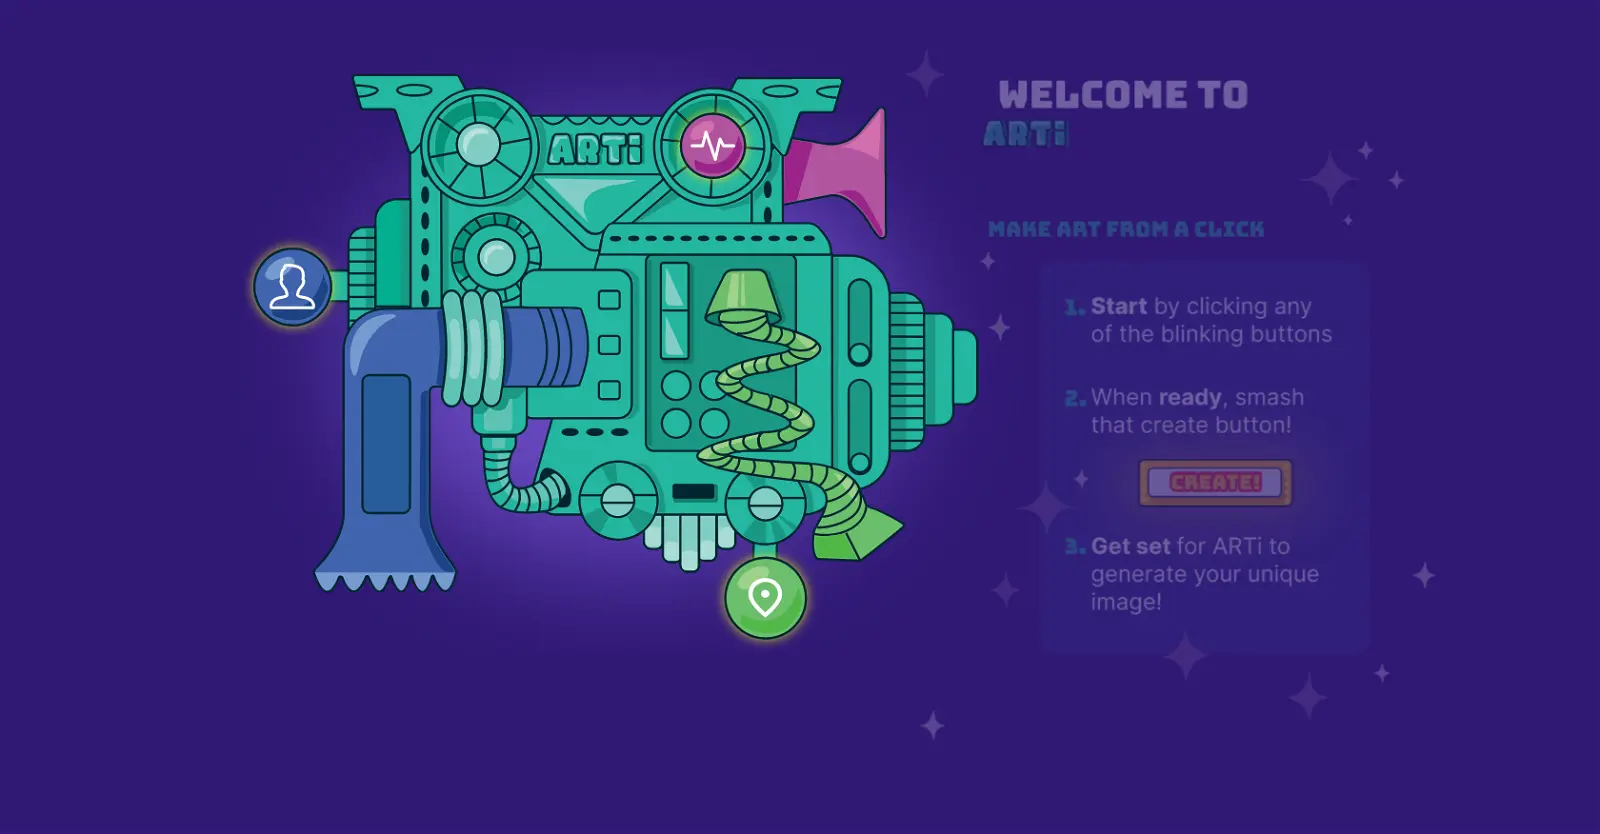 ARTi
WELCOME TO
ARTi
MAKE ART FROM A CLICK
1. Start by clicking any
of the blinking buttons
2. When ready, smash
that create button!
CREATE!
3. Get set for ARTi to
generate your unique
image!